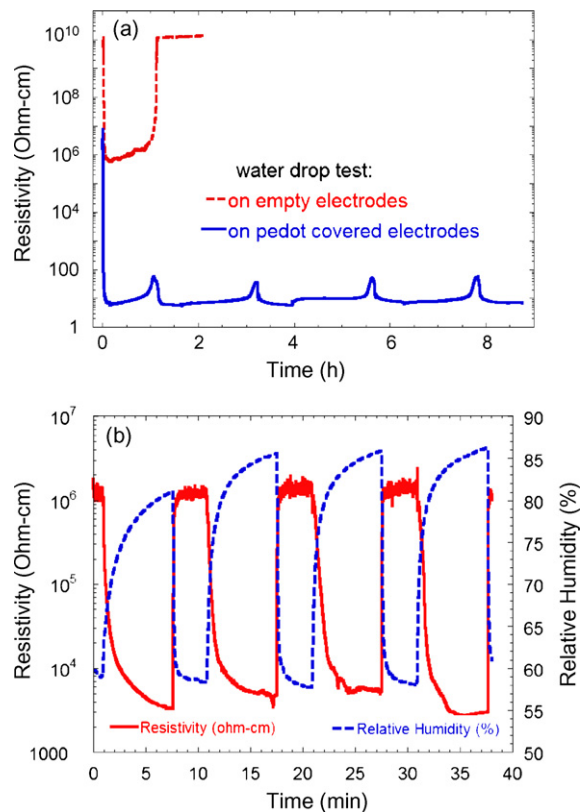 (a)
10^10
10^8
10^6
10^4
100
1
Resistivity (Ohm-cm)
water drop test:
on empty electrodes
on pedot covered electrodes
0 2 4 6 8
Time (h)
(b)
10^7
10^6
10^5
10^4
1000
Resistivity (Ohm-cm)
90
85
80
75
70
65
60
55
50
Relative Humidity (%)
Resistivity (ohm-cm) Relative Humidity (%)
0 5 10 15 20 25 30 35 40
Time (min)